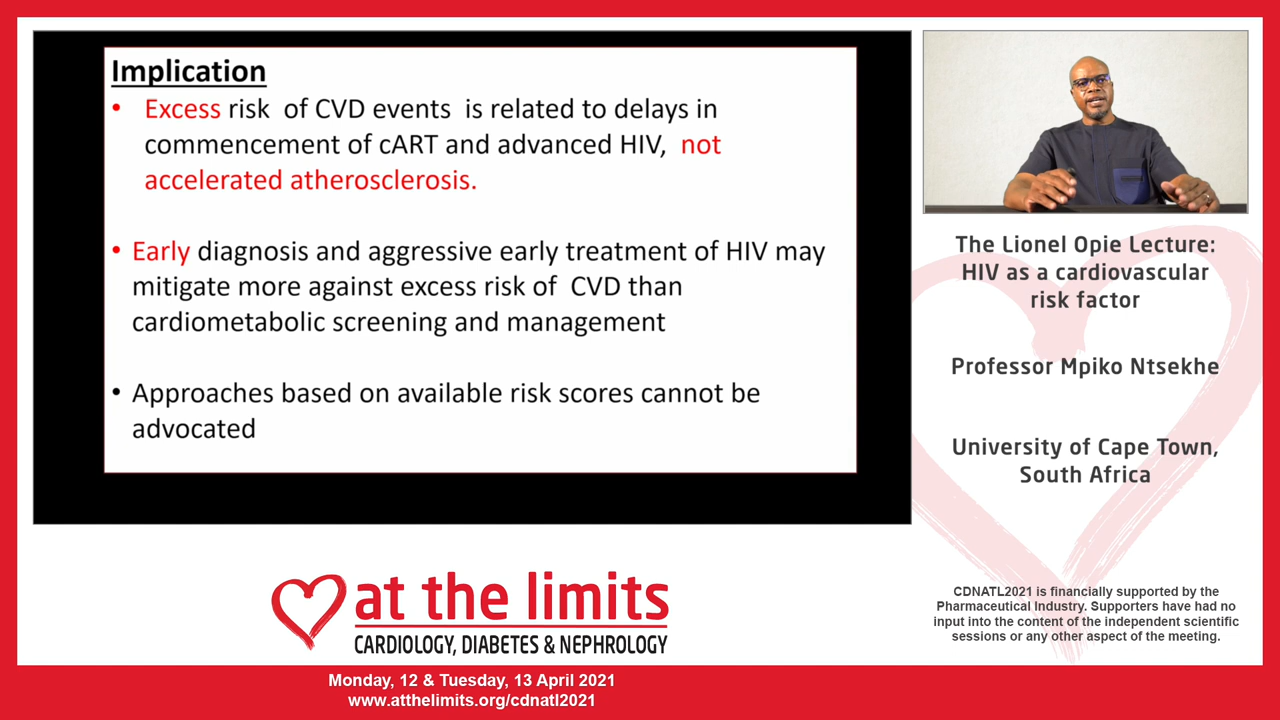 Implication
• Excess risk of CVD events is related to delays in
commencement of cART and advanced HIV, not
accelerated atherosclerosis.
• Early diagnosis and aggressive early treatment of HIV may
mitigate more against excess risk of CVD than
cardiometabolic screening and management
• Approaches based on available risk scores cannot be
advocated
The Lionel Opie Lecture:
HIV as a cardiovascular
risk factor
Professor Mpiko Ntsekhe
University of Cape Town,
South Africa
CDNATL2021 is financially supported by the
Pharmaceutical Industry. Supporters have had no
input into the content of the independent scientific
sessions or any other aspect of the meeting.
at the limits
CARDIOLOGY, DIABETES & NEPHROLOGY
Monday, 12 & Tuesday, 13 April 2021
www.atthelimits.org/cdnatl2021